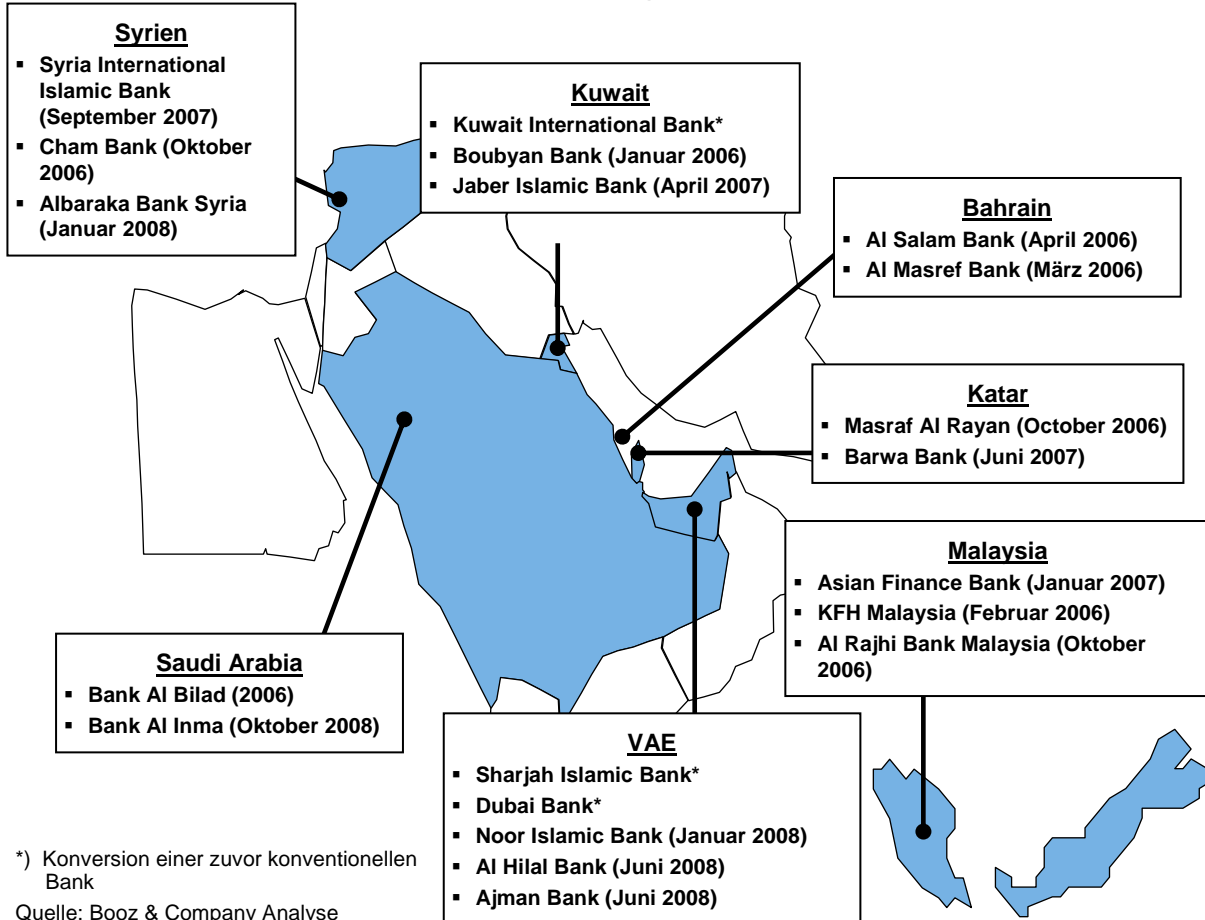 Syrien
▪ Syria International
Islamic Bank
(September 2007)
▪ Cham Bank (Oktober
2006)
▪ Albaraka Bank Syria
(Januar 2008)
Kuwait
▪ Kuwait International Bank*
▪ Boubyan Bank (Januar 2006)
▪ Jaber Islamic Bank (April 2007)
Bahrain
▪ Al Salam Bank (April 2006)
▪ Al Masref Bank (März 2006)
Katar
▪ Masraf Al Rayan (October 2006)
▪ Barwa Bank (Juni 2007)
Malaysia
▪ Asian Finance Bank (Januar 2007)
▪ KFH Malaysia (Februar 2006)
▪ Al Rajhi Bank Malaysia (Oktober
2006)
Saudi Arabia
▪ Bank Al Bilad (2006)
▪ Bank Al Inma (Oktober 2008)
VAE
▪ Sharjah Islamic Bank*
▪ Dubai Bank*
▪ Noor Islamic Bank (Januar 2008)
▪ Al Hilal Bank (Juni 2008)
▪ Ajman Bank (Juni 2008)
*) Konversion einer zuvor konventionellen
Bank
Quelle: Booz & Company Analyse